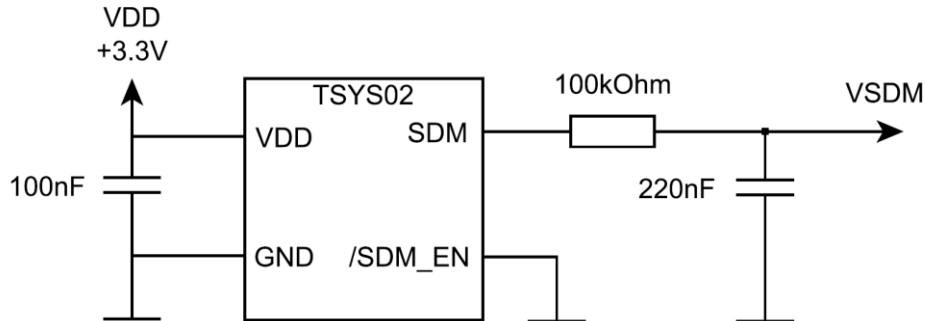 VDD
+3.3V
TSYS02
100kOhm
VSDM
VDD
SDM
100nF
220nF
GND
/SDM_EN